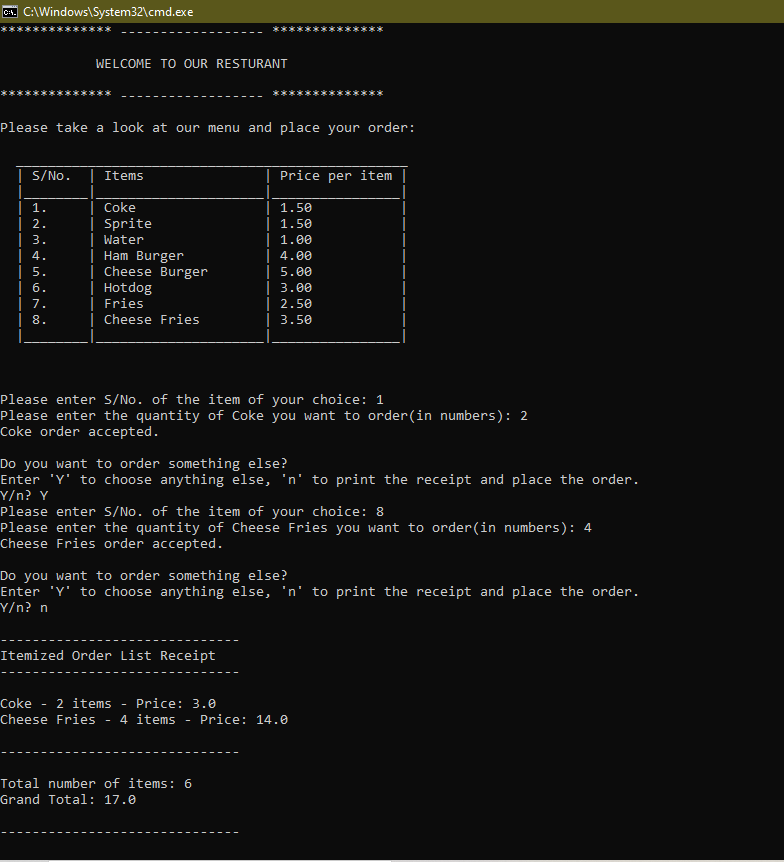 C:\Windows\System32\cmd.exe
************** ------------------ **************
WELCOME TO OUR RESTURANT
************** ------------------ **************
Please take a look at our menu and place your order:
_________________________________________________
| S/No.  | Items               | Price per item |
|________|_____________________|________________|
| 1.     | Coke                | 1.50           |
| 2.     | Sprite              | 1.50           |
| 3.     | Water               | 1.00           |
| 4.     | Ham Burger          | 4.00           |
| 5.     | Cheese Burger       | 5.00           |
| 6.     | Hotdog              | 3.00           |
| 7.     | Fries               | 2.50           |
| 8.     | Cheese Fries        | 3.50           |
|________|_____________________|________________|
Please enter S/No. of the item of your choice: 1
Please enter the quantity of Coke you want to order(in numbers): 2
Coke order accepted.
Do you want to order something else?
Enter 'Y' to choose anything else, 'n' to print the receipt and place the order.
Y/n? Y
Please enter S/No. of the item of your choice: 8
Please enter the quantity of Cheese Fries you want to order(in numbers): 4
Cheese Fries order accepted.
Do you want to order something else?
Enter 'Y' to choose anything else, 'n' to print the receipt and place the order.
Y/n? n
------------------------------
Itemized Order List Receipt
------------------------------
Coke - 2 items - Price: 3.0
Cheese Fries - 4 items - Price: 14.0
------------------------------
Total number of items: 6
Grand Total: 17.0
------------------------------